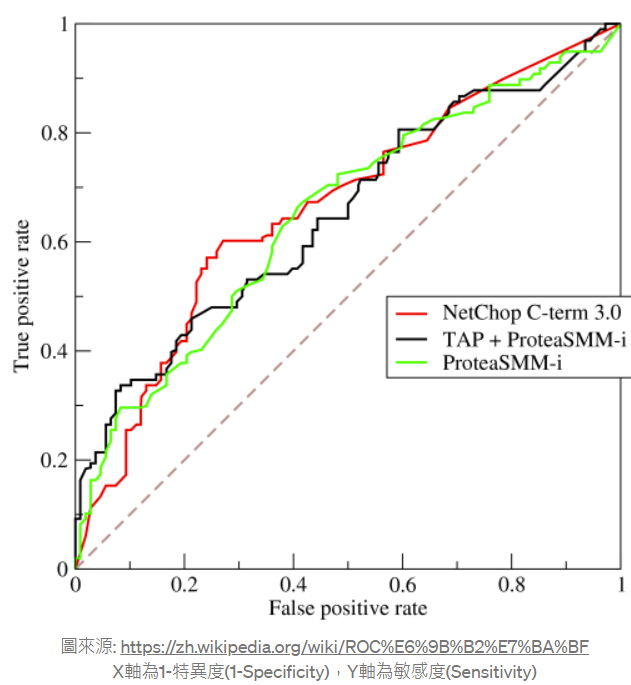 1
0.8
0.6
0.4
0.2
0
True positive rate
NetChop C-term 3.0
TAP + ProteaSMM-i
ProteaSMM-i
0
0.2
0.4
0.6
0.8
1
False positive rate
圖來源: https://zh.wikipedia.org/wiki/ROC%E6%9B%B2%E7%BA%BF
X軸為1-特異度(1-Specificity)，Y軸為敏感度(Sensitivity)